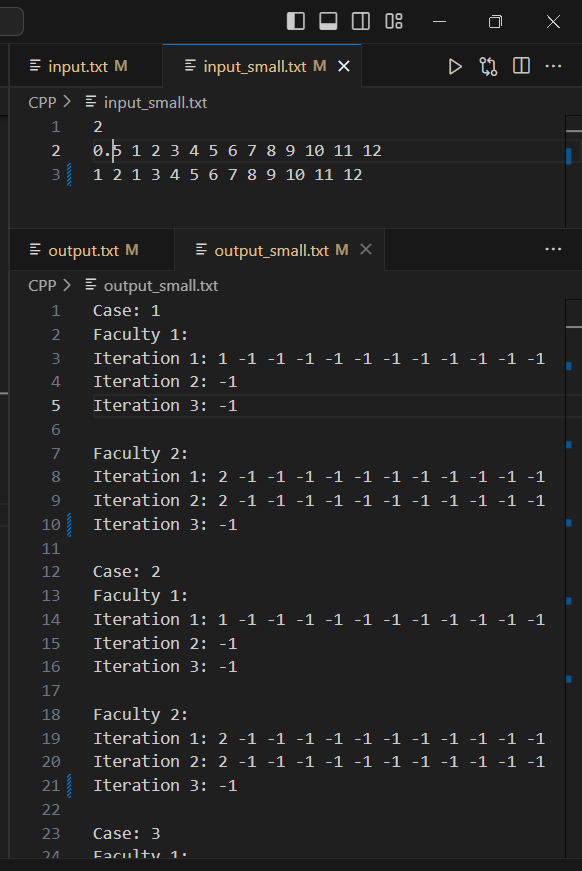 input.txt M input_small.txt M
CPP > input_small.txt
1 2
2 0.5 1 2 3 4 5 6 7 8 9 10 11 12
3 1 2 1 3 4 5 6 7 8 9 10 11 12
output.txt M output_small.txt M
CPP > output_small.txt
1 Case: 1
2 Faculty 1:
3 Iteration 1: 1 -1 -1 -1 -1 -1 -1 -1 -1 -1 -1 -1
4 Iteration 2: -1
5 Iteration 3: -1
6
7 Faculty 2:
8 Iteration 1: 2 -1 -1 -1 -1 -1 -1 -1 -1 -1 -1 -1
9 Iteration 2: 2 -1 -1 -1 -1 -1 -1 -1 -1 -1 -1 -1
10 Iteration 3: -1
11
12 Case: 2
13 Faculty 1:
14 Iteration 1: 1 -1 -1 -1 -1 -1 -1 -1 -1 -1 -1 -1
15 Iteration 2: -1
16 Iteration 3: -1
17
18 Faculty 2:
19 Iteration 1: 2 -1 -1 -1 -1 -1 -1 -1 -1 -1 -1 -1
20 Iteration 2: 2 -1 -1 -1 -1 -1 -1 -1 -1 -1 -1 -1
21 Iteration 3: -1
22
23 Case: 3
24 Faculty 1: